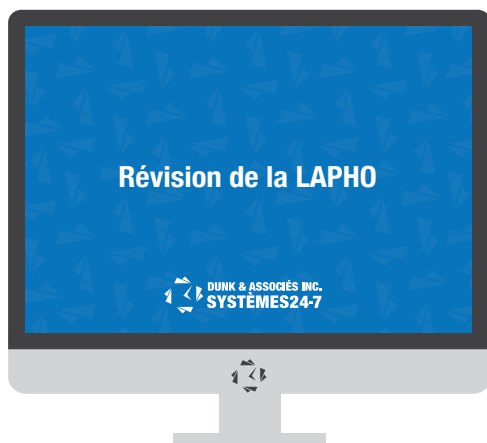 Révision de la LAPHO
DUNK & ASSOCIÉS INC.
SYSTÈMES24-7